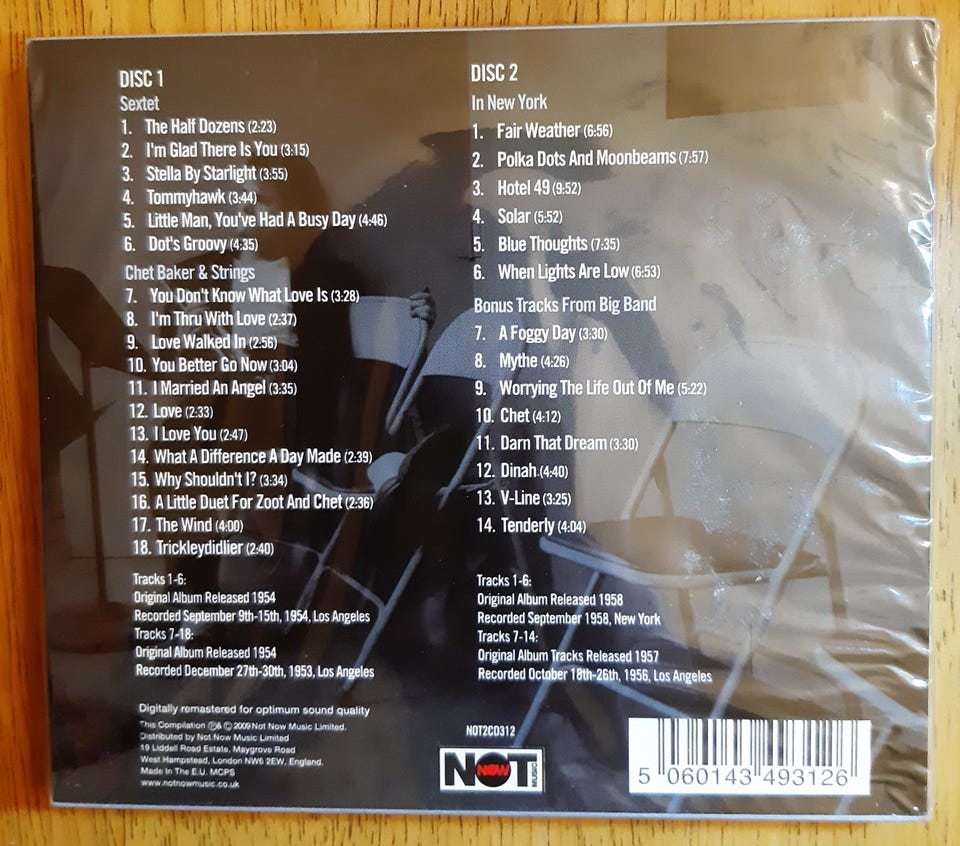 DISC 1
Sextet
1. The Half Dozens (2:23)
2. I'm Glad There Is You (3:15)
3. Stella By Starlight (3:55)
4. Tommyhawk (3:44)
5. Little Man, You've Had A Busy Day (4:46)
6. Dot's Groovy (4:35)
Chet Baker & Strings
7. You Don't Know What Love Is (3:28)
8. I'm Thru With Love (2:37)
9. Love Walked In (2:56)
10. You Better Go Now (3:04)
11. I Married An Angel (3:35)
12. Love (2:33)
13. I Love You (2:47)
14. What A Difference A Day Made (2:39)
15. Why Shouldn't I? (3:34)
16. A Little Duet For Zoot And Chet (2:36)
17. The Wind (4:00)
18. Trickleydidlier (2:40)
Tracks 1-6:
Original Album Released 1954
Recorded September 9th-15th, 1954, Los Angeles
Tracks 7-18:
Original Album Released 1954
Recorded December 27th-30th, 1953, Los Angeles
Digitally remastered for optimum sound quality
This Compilation ℗& © 2009 Not Now Music Limited.
Distributed by Not Now Music Limited
19 Liddell Road Estate, Maygrove Road
West Hampstead, London NW6 2EW, England.
Made In The E.U. MCPS
www.notnowmusic.co.uk
DISC 2
In New York
1. Fair Weather (6:56)
2. Polka Dots And Moonbeams (7:57)
3. Hotel 49 (9:52)
4. Solar (5:52)
5. Blue Thoughts (7:35)
6. When Lights Are Low (6:53)
Bonus Tracks From Big Band
7. A Foggy Day (3:30)
8. Mythe (4:26)
9. Worrying The Life Out Of Me (5:22)
10. Chet (4:12)
11. Darn That Dream (3:30)
12. Dinah (4:40)
13. V-Line (3:25)
14. Tenderly (4:04)
Tracks 1-6:
Original Album Released 1958
Recorded September 1958, New York
Tracks 7-14:
Original Album Tracks Released 1957
Recorded October 18th-26th, 1956, Los Angeles
NOT2CD312
NOT NOW MUSIC
5 060143 493126